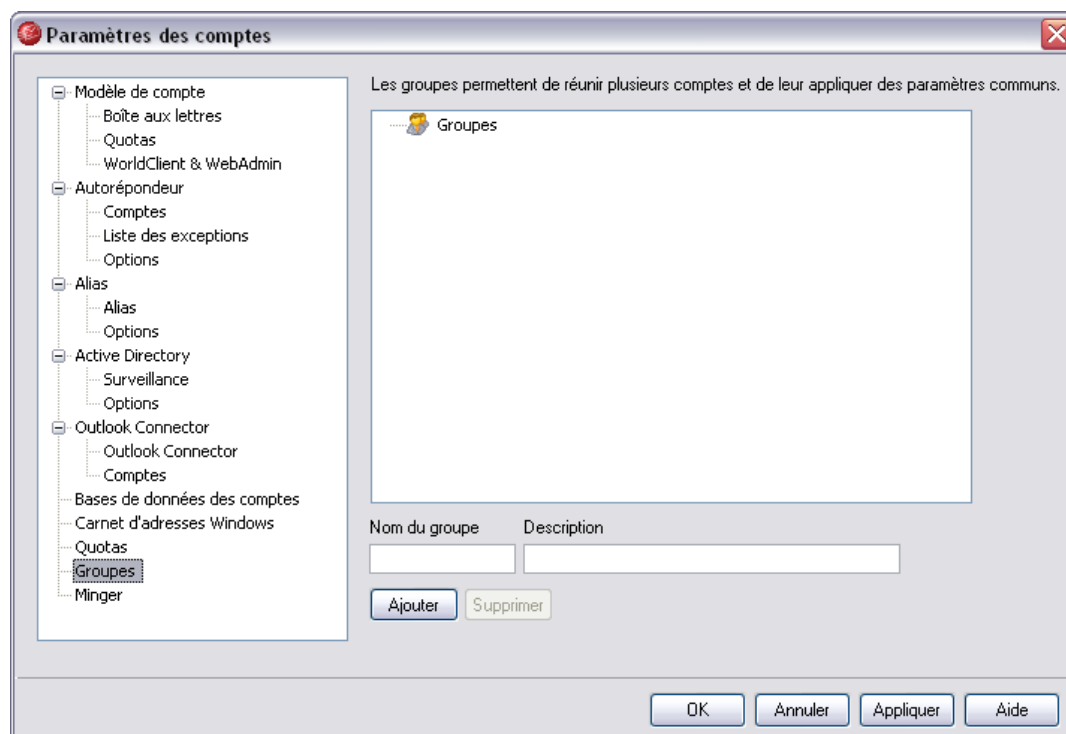 Paramètres des comptes
Modèle de compte
Boîte aux lettres
Quotas
WorldClient & WebAdmin
Autorépondeur
Comptes
Liste des exceptions
Options
Alias
Alias
Options
Active Directory
Surveillance
Options
Outlook Connector
Outlook Connector
Comptes
Bases de données des comptes
Carnet d'adresses Windows
Quotas
Groupes
Minger
Les groupes permettent de réunir plusieurs comptes et de leur appliquer des paramètres communs.
Groupes
Nom du groupe Description
Ajouter Supprimer
OK Annuler Appliquer Aide